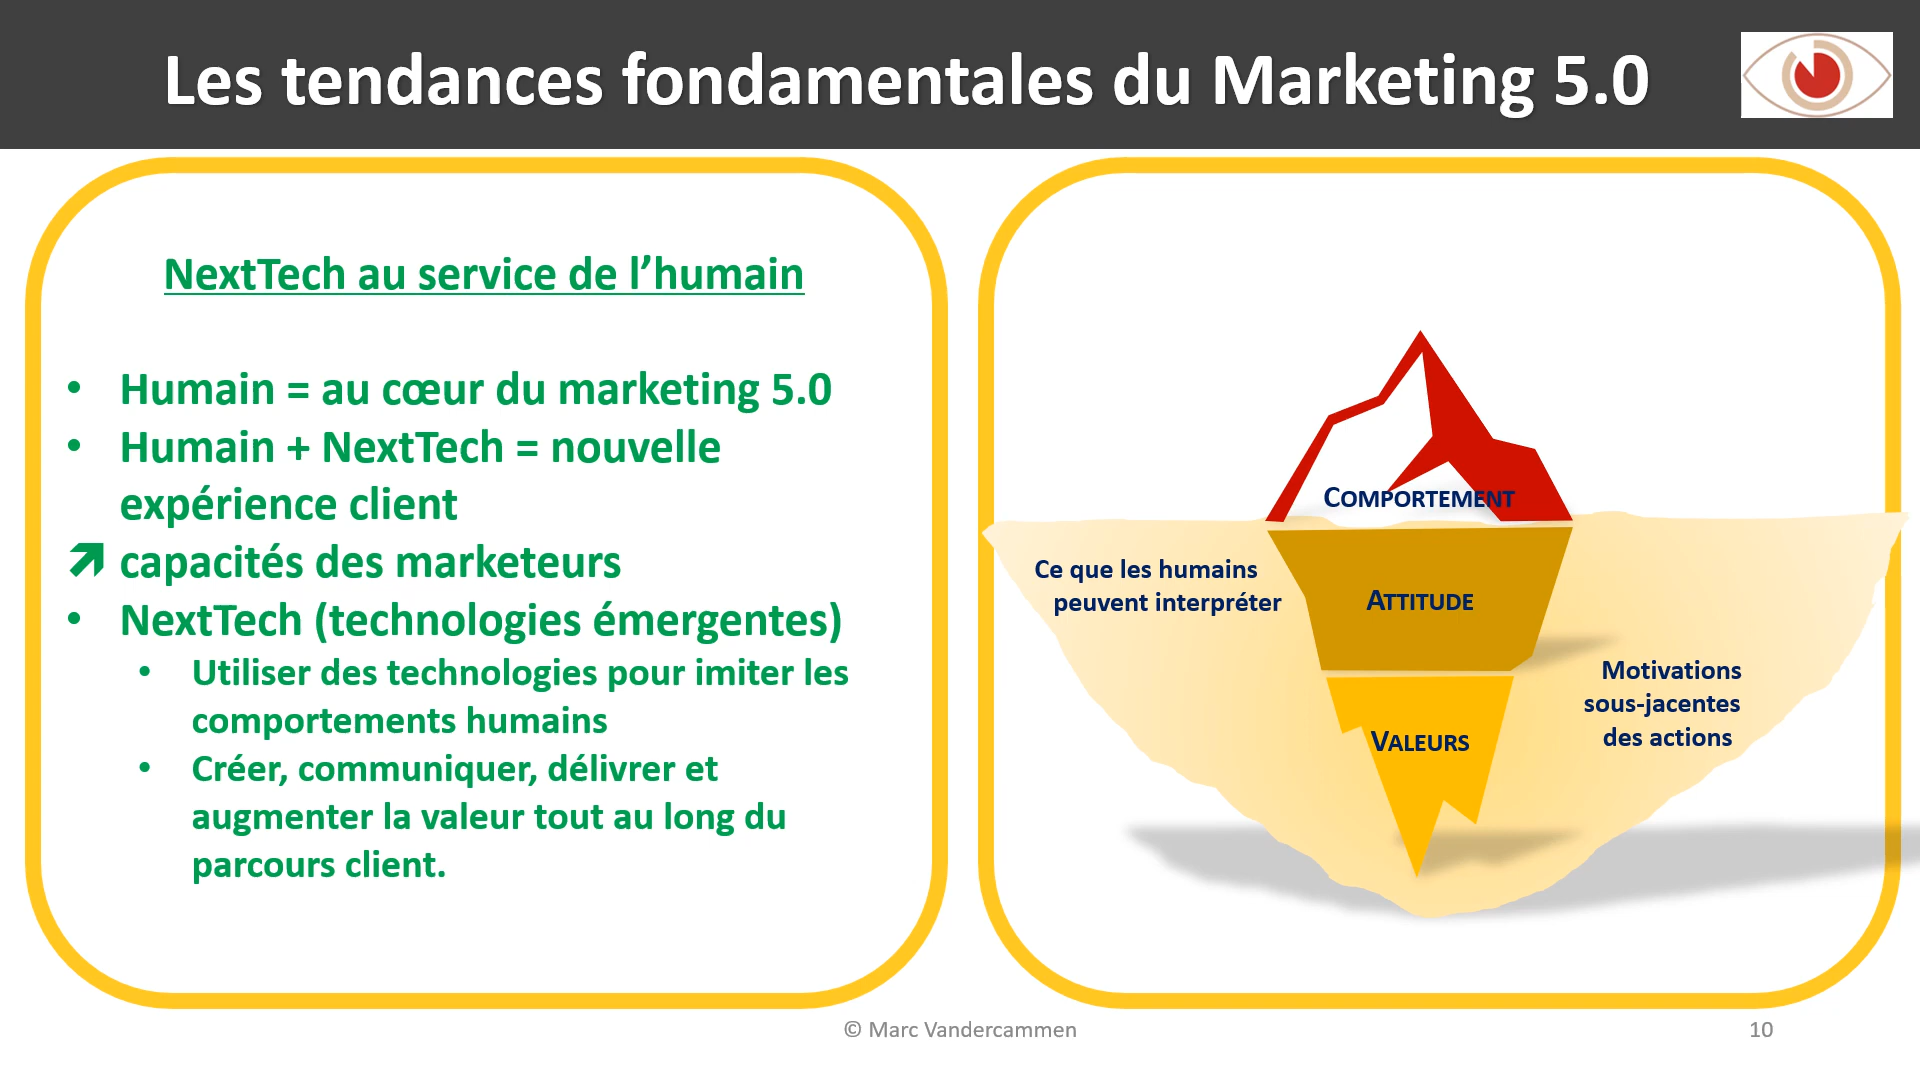 Les tendances fondamentales du Marketing 5.0
NextTech au service de l’humain
• Humain = au cœur du marketing 5.0
• Humain + NextTech = nouvelle
expérience client
↗ capacités des marketeurs
• NextTech (technologies émergentes)
• Utiliser des technologies pour imiter les
comportements humains
• Créer, communiquer, délivrer et
augmenter la valeur tout au long du
parcours client.
COMPORTEMENT
Ce que les humains
peuvent interpréter
ATTITUDE
Motivations
sous-jacentes
des actions
VALEURS
© Marc Vandercammen
10